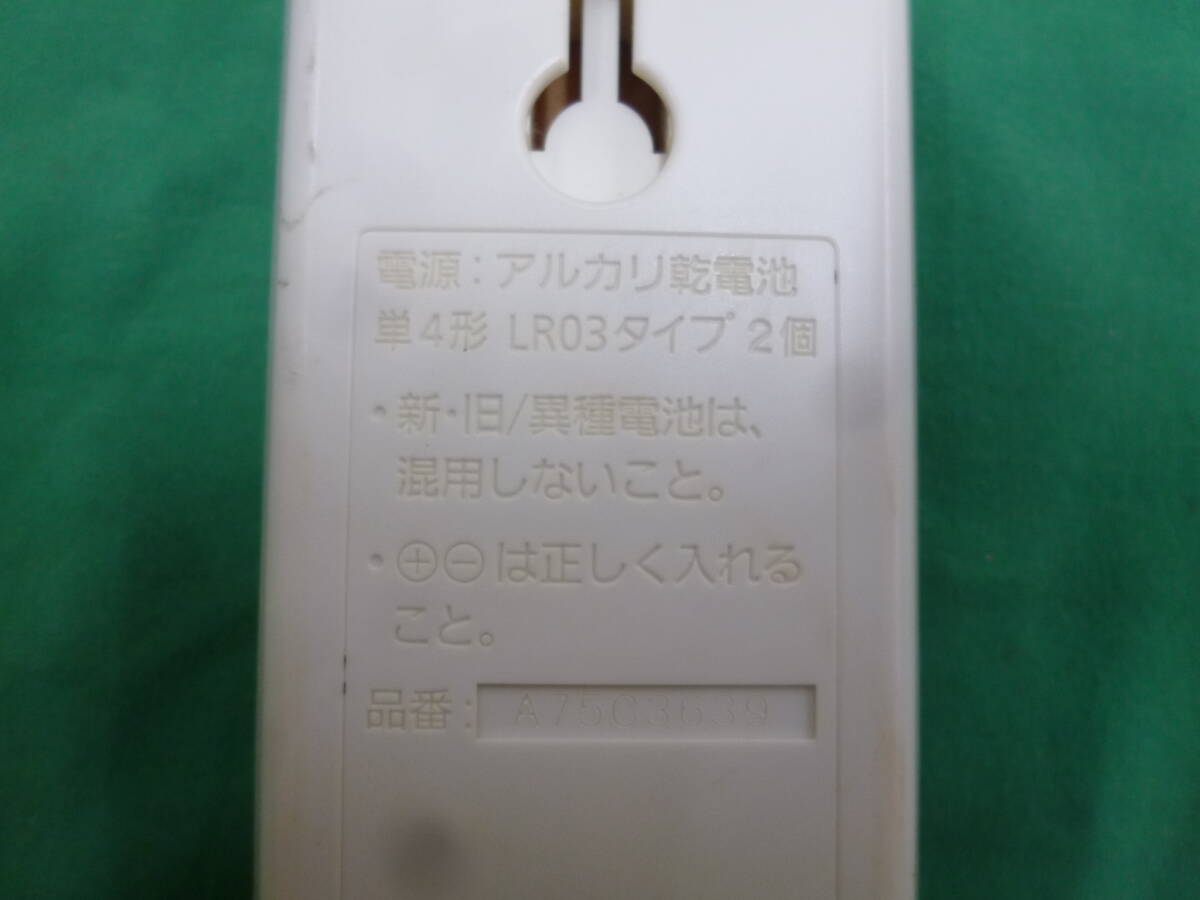 電源：アルカリ乾電池
単4形 LR03タイプ 2個
・新・旧/異種電池は、
混用しないこと。
・⊕⊖は正しく入れる
こと。
品番： A75C3639